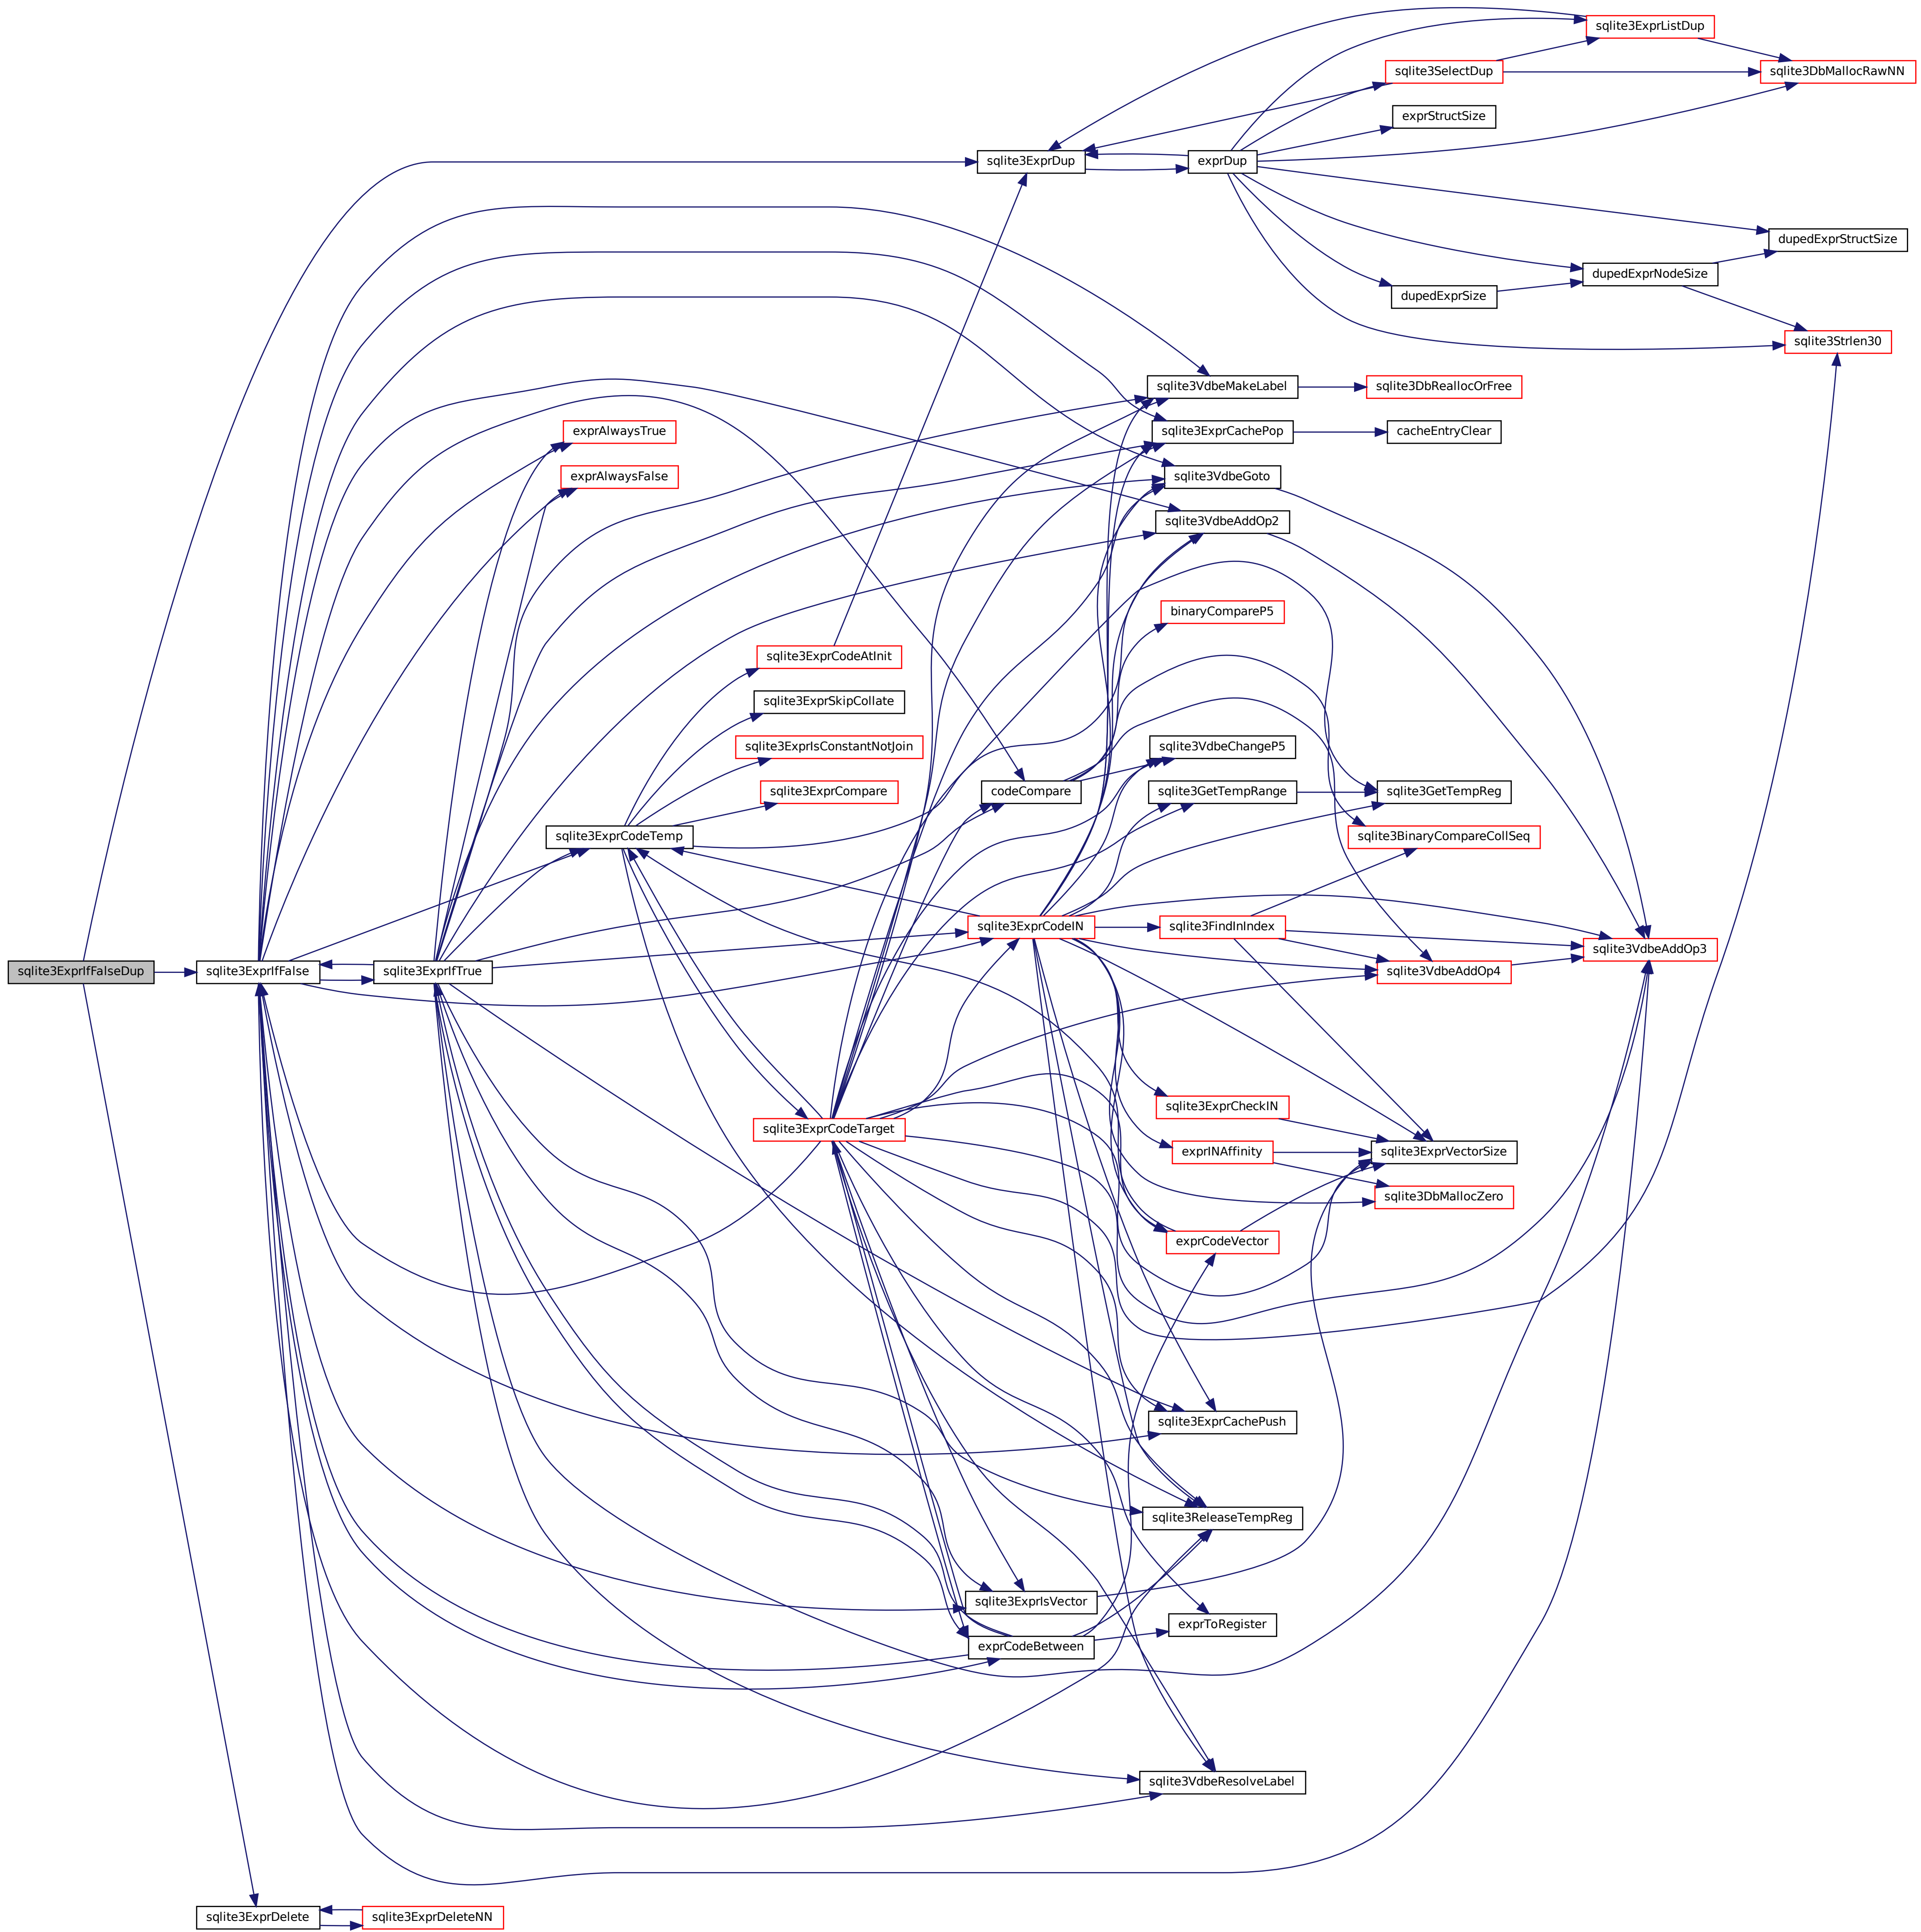 sqlite3ExprListDup
sqlite3SelectDup
sqlite3DbMallocRawNN
exprStructSize
sqlite3ExprDup
exprDup
dupedExprStructSize
dupedExprNodeSize
dupedExprSize
sqlite3Strlen30
sqlite3VdbeMakeLabel
sqlite3DbReallocOrFree
exprAlwaysTrue
sqlite3ExprCachePop
cacheEntryClear
exprAlwaysFalse
sqlite3VdbeGoto
sqlite3VdbeAddOp2
binaryCompareP5
sqlite3ExprCodeAtInit
sqlite3ExprSkipCollate
sqlite3ExprIsConstantNotJoin
sqlite3VdbeChangeP5
sqlite3ExprCompare
codeCompare
sqlite3GetTempRange
sqlite3GetTempReg
sqlite3ExprCodeTemp
sqlite3BinaryCompareCollSeq
sqlite3ExprCodeIN
sqlite3FindInIndex
sqlite3VdbeAddOp3
sqlite3ExprIfFalseDup
sqlite3ExprIfFalse
sqlite3ExprIfTrue
sqlite3VdbeAddOp4
sqlite3ExprCheckIN
sqlite3ExprCodeTarget
exprINAffinity
sqlite3ExprVectorSize
sqlite3DbMallocZero
exprCodeVector
sqlite3ExprCachePush
sqlite3ReleaseTempReg
sqlite3ExprIsVector
exprToRegister
exprCodeBetween
sqlite3VdbeResolveLabel
sqlite3ExprDelete
sqlite3ExprDeleteNN